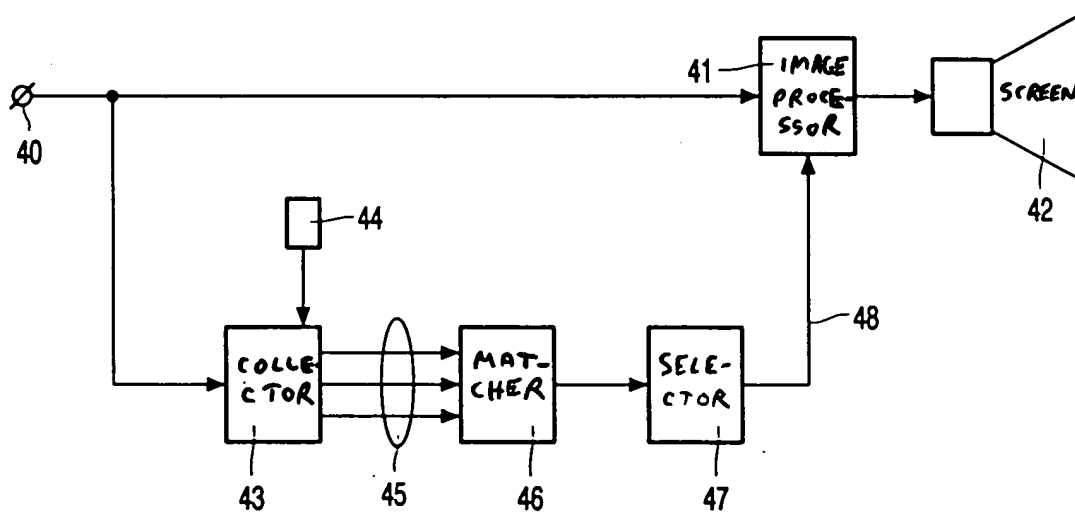 41
IMAGE
PROCE-
SSOR
SCREEN
40
42
44
48
COLLE-
CTOR
MAT-
CHER
SELE-
CTOR
43
45
46
47